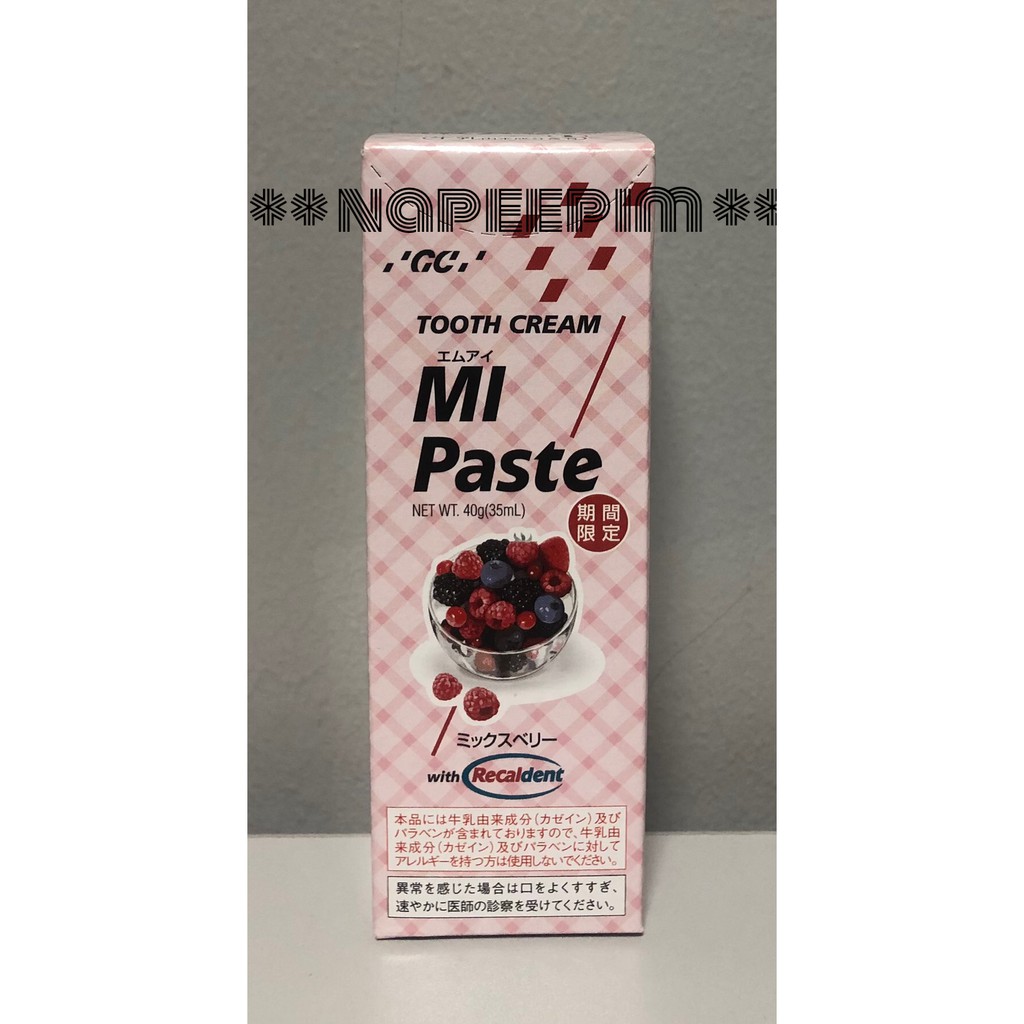 **NaPEEPIM**
GC
TOOTH CREAM
エムアイ
MI
Paste
NET WT. 40g(35mL)
期間
限定
ミックスベリー
with Recaldent
本品には牛乳由来成分（カゼイン）及び
パラベンが含まれておりますので、牛乳由
来成分（カゼイン）及びパラベンに対して
アレルギーを持つ方は使用しないでください。
異常を感じた場合は口をよくすすぎ、
速やかに医師の診察を受けてください。